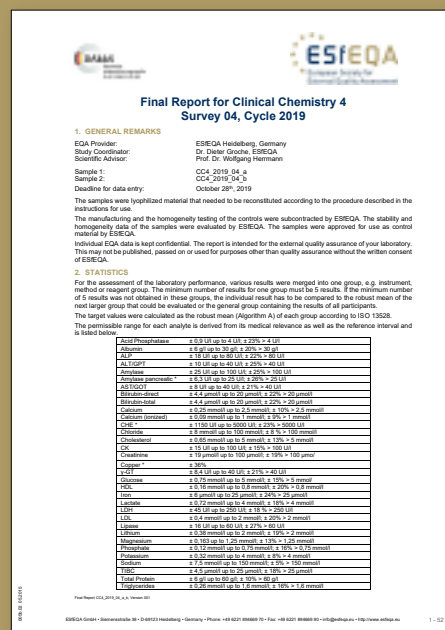 ESfEQA
European Society for
External Quality Assessment
Final Report for Clinical Chemistry 4
Survey 04, Cycle 2019
1. GENERAL REMARKS
EQA Provider: ESfEQA Heidelberg, Germany
Study Coordinator: Dr. Dieter Groche, ESfEQA
Scientific Advisor: Prof. Dr. Wolfgang Herrmann
Sample 1: CC4_2019_04_a
Sample 2: CC4_2019_04_b
Deadline for data entry: October 28th, 2019
The samples were lyophilized material that needed to be reconstituted according to the procedure described in the
instructions for use.
The manufacturing and the homogeneity testing of the controls were subcontracted by ESfEQA. The stability and
homogeneity data of the samples were evaluated by ESfEQA. The samples were approved for use as control
material by ESfEQA.
Individual EQA data is kept confidential. The report is intended for the external quality assurance of your laboratory.
This may not be published, passed on or used for purposes other than quality assurance without the written consent
of ESfEQA.
2. STATISTICS
For the assessment of the laboratory performance, various results were merged into one group, e.g. instrument,
method or reagent group. The minimum number of results for one group must be 5 results. If the minimum number
of 5 results was not obtained in these groups, the individual result has to be compared to the robust mean of the
next larger group that could be evaluated or the general group containing the results of all participants.
The target values were calculated as the robust mean (Algorithm A) of each group according to ISO 13528.
The permissible range for each analyte is derived from its medical relevance as well as the reference interval and
is listed below.
Acid Phosphatase ± 0,9 U/l up to 4 U/l; ± 23% > 4 U/l
Albumin ± 6 g/l up to 30 g/l; ± 20% > 30 g/l
ALP ± 18 U/l up to 80 U/l; ± 22% > 80 U/l
ALT/GPT ± 10 U/l up to 40 U/l; ± 25% > 40 U/l
Amylase ± 25 U/l up to 100 U/l; ± 25% > 100 U/l
Amylase pancreatic * ± 6,3 U/l up to 25 U/l; ± 26% > 25 U/l
AST/GOT ± 8 U/l up to 40 U/l; ± 21% > 40 U/l
Bilirubin-direct ± 4,4 µmol/l up to 20 µmol/l; ± 22% > 20 µmol/l
Bilirubin-total ± 4,4 µmol/l up to 20 µmol/l; ± 22% > 20 µmol/l
Calcium ± 0,25 mmol/l up to 2,5 mmol/l; ± 10% > 2,5 mmol/l
Calcium (ionized) ± 0,09 mmol/l up to 1 mmol/l; ± 9% > 1 mmol/l
CHE * ± 1150 U/l up to 5000 U/l; ± 23% > 5000 U/l
Chloride ± 8 mmol/l up to 100 mmol/l; ± 8 % > 100 mmol/l
Cholesterol ± 0,65 mmol/l up to 5 mmol/l; ± 13% > 5 mmol/l
CK ± 15 U/l up to 100 U/l; ± 15% > 100 U/l
Creatinine ± 19 µmol/l up to 100 µmol/l; ± 19% > 100 µmol/
Copper * ± 36%
γ-GT ± 8,4 U/l up to 40 U/l; ± 21% > 40 U/l
Glucose ± 0,75 mmol/l up to 5 mmol/l; ± 15% > 5 mmol/l
HDL ± 0,16 mmol/l up to 0,8 mmol/l; ± 20% > 0,8 mmol/l
Iron ± 6 µmol/l up to 25 µmol/l; ± 24% > 25 µmol/l
Lactate ± 0,72 mmol/l up to 4 mmol/l; ± 18% > 4 mmol/l
LDH ± 45 U/l up to 250 U/l; ± 18 % > 250 U/l
LDL ± 0,4 mmol/l up to 2 mmol/l; ± 20% > 2 mmol/l
Lipase ± 16 U/l up to 60 U/l; ± 27% > 60 U/l
Lithium ± 0,38 mmol/l up to 2 mmol/l; ± 19% > 2 mmol/l
Magnesium ± 0,163 mmol/l up to 1,25 mmol/l; ± 13% > 1,25 mmol/l
Phosphate ± 0,12 mmol/l up to 0,75 mmol/l; ± 16% > 0,75 mmol/l
Potassium ± 0,32 mmol/l up to 4 mmol/l; ± 8% > 4 mmol/l
Sodium ± 7,5 mmol/l up to 150 mmol/l; ± 5% > 150 mmol/l
TIBC ± 4,5 µmol/l up to 25 µmol/l; ± 18% > 25 µmol/l
Total Protein ± 6 g/l up to 60 g/l; ± 10% > 60 g/l
Triglycerides ± 0,26 mmol/l up to 1,6 mmol/l; ± 16% > 1,6 mmol/l
Final Report CC4_2019_04_a_b, Version 001
ESfEQA GmbH • Siemensstraße 38 • D-69123 Heidelberg • Germany • Phone: +49 6221 894669-70 • Fax: +49 6221 894669-90 • info@esfeqa.eu • http://www.esfeqa.eu
1 - 52